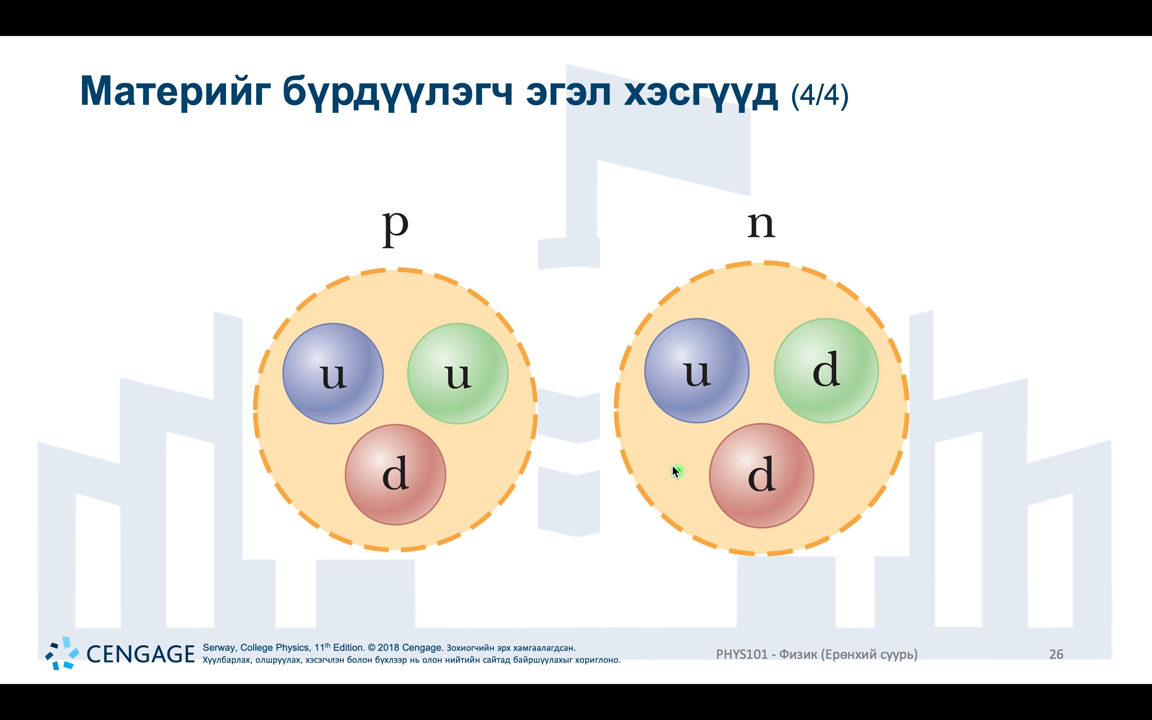 Материйг бүрдүүлэгч эгэл хэсгүүд (4/4)
p
n
u
u
d
u
d
d
CENGAGE
Serway, College Physics, 11th Edition. © 2018 Cengage. Зохиогчийн эрх хамгаалагдсан.
Хуулбарлах, олшруулах, хэсэгчлэн болон бүхлээр нь олон нийтийн сайтад байршуулахыг хориглоно.
PHYS101 - Физик (Ерөнхий суурь)
26